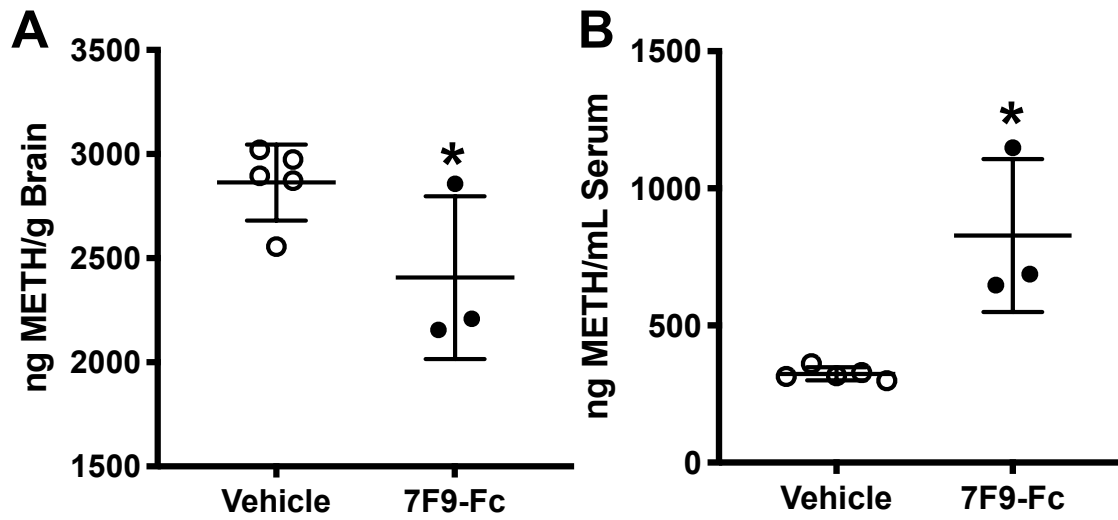 A
ng METH/g Brain
3500
3000
2500
2000
1500
*
Vehicle
7F9-Fc
B
ng METH/mL Serum
1500
1000
500
0
*
Vehicle
7F9-Fc